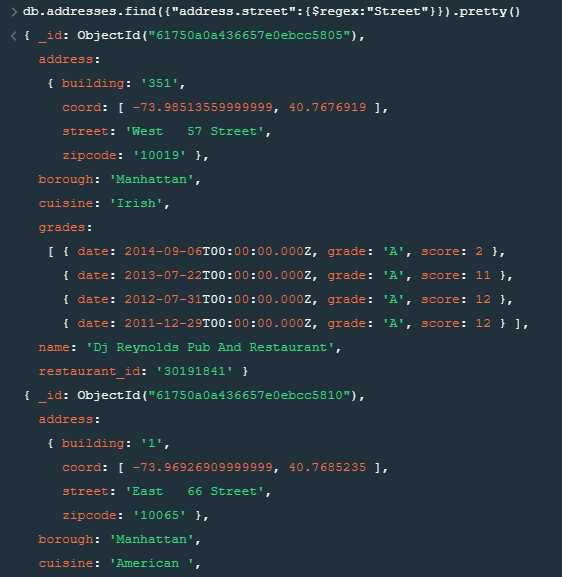 > db.addresses.find({"address.street":{$regex:"Street"}}).pretty()
< { _id: ObjectId("61750a0a436657e0ebcc5805"),
address:
{ building: '351',
coord: [ -73.98513559999999, 40.7676919 ],
street: 'West   57 Street',
zipcode: '10019' },
borough: 'Manhattan',
cuisine: 'Irish',
grades:
[ { date: 2014-09-06T00:00:00.000Z, grade: 'A', score: 2 },
{ date: 2013-07-22T00:00:00.000Z, grade: 'A', score: 11 },
{ date: 2012-07-31T00:00:00.000Z, grade: 'A', score: 12 },
{ date: 2011-12-29T00:00:00.000Z, grade: 'A', score: 12 } ],
name: 'Dj Reynolds Pub And Restaurant',
restaurant_id: '30191841' }
{ _id: ObjectId("61750a0a436657e0ebcc5810"),
address:
{ building: '1',
coord: [ -73.96926909999999, 40.7685235 ],
street: 'East   66 Street',
zipcode: '10065' },
borough: 'Manhattan',
cuisine: 'American ',